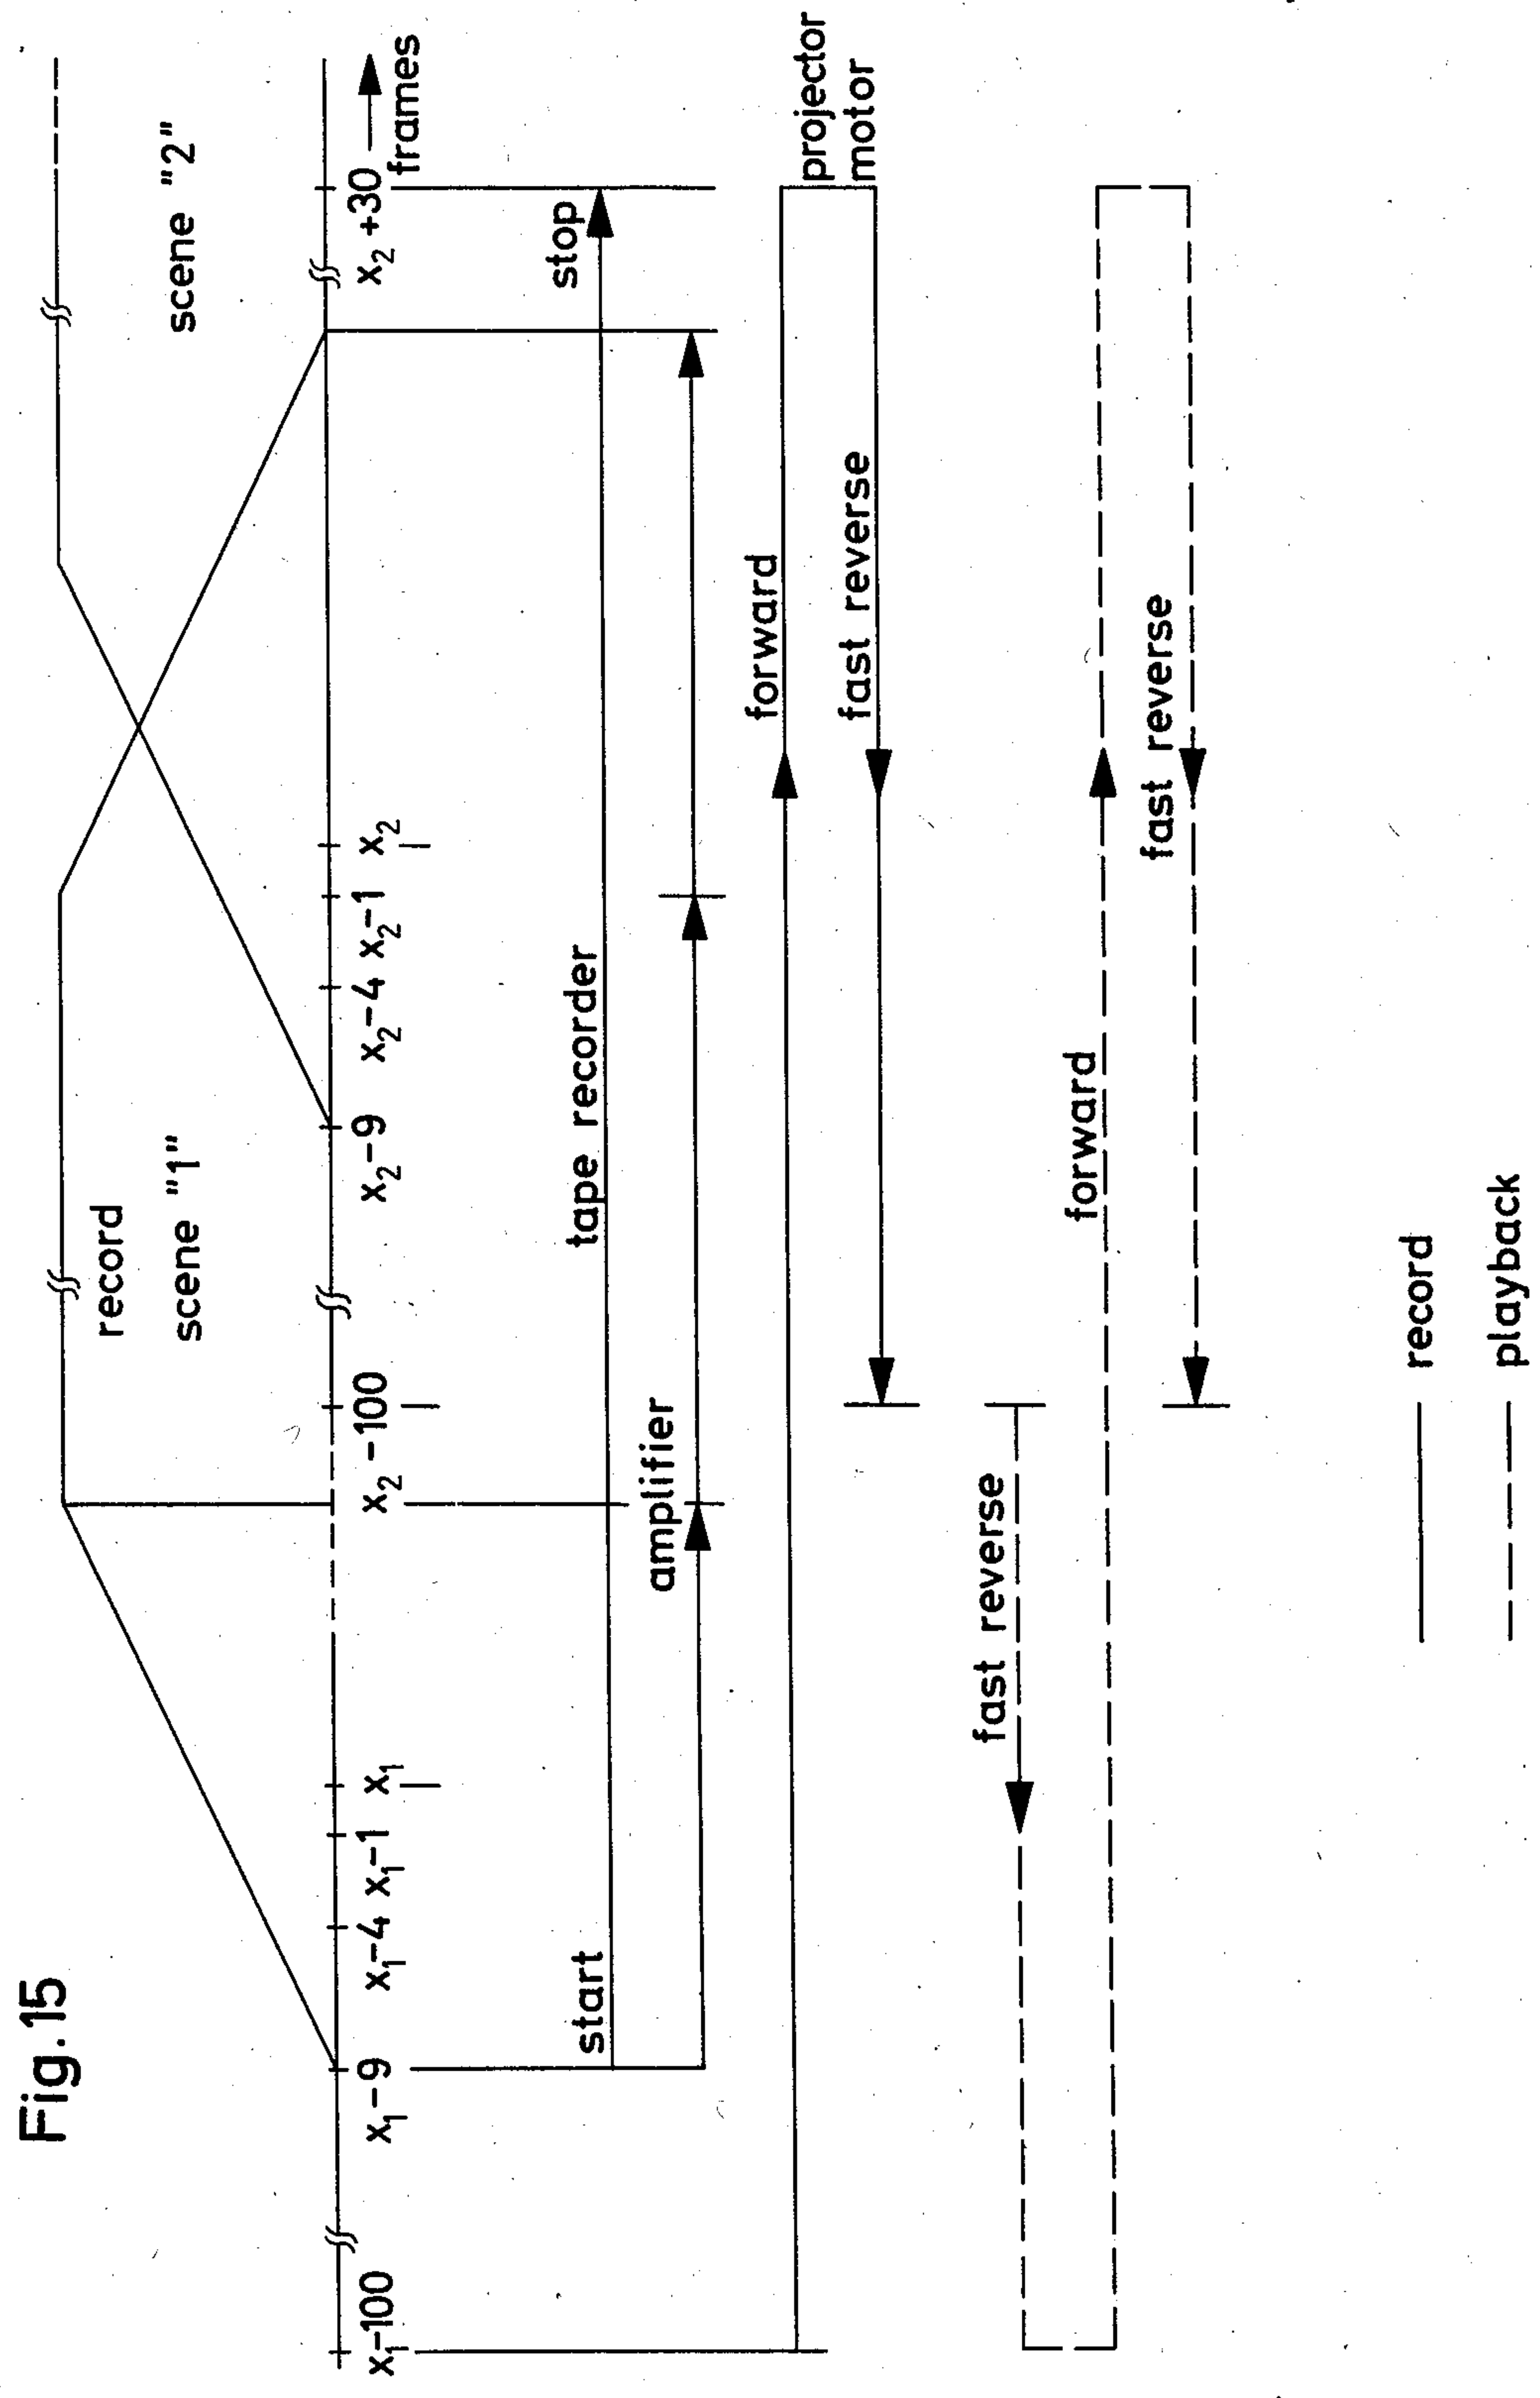 Fig.15
record
scene "1"
scene "2"
x₁-100
x₁-9
x₁-4
x₁-1
x₁
x₂-100
x₂-9
x₂-4
x₂-1
x₂
x₂+30
frames
start
tape recorder
stop
amplifier
forward
projector
motor
fast reverse
fast reverse
forward
fast reverse
record
playback